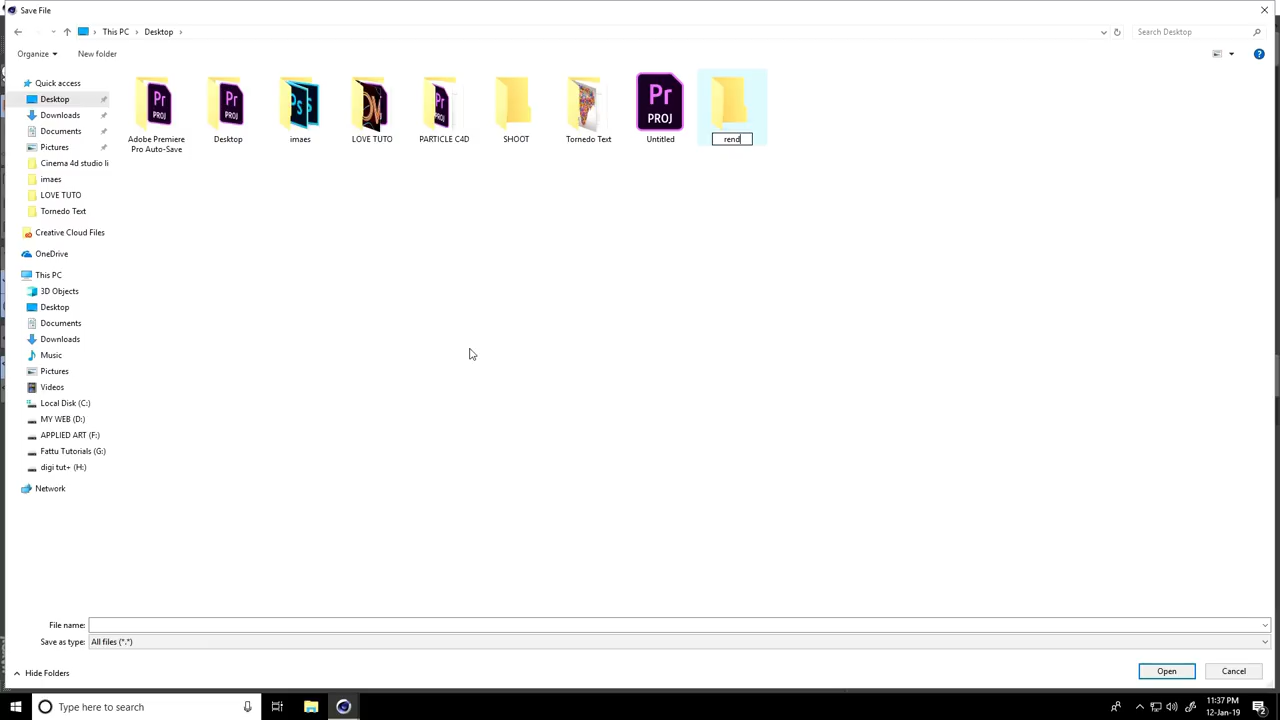 Save File
This PC
Desktop
Search Desktop
Organize
New folder
?
Quick access
Desktop
Downloads
Documents
Pictures
Cinema 4d studio li
imaes
LOVE TUTO
Tornedo Text
Creative Cloud Files
OneDrive
This PC
3D Objects
Desktop
Documents
Downloads
Music
Pictures
Videos
Local Disk (C:)
MY WEB (D:)
APPLIED ART (F:)
Fattu Tutorials (G:)
digi tut+ (H:)
Network
Pr
PROJ
Adobe Premiere
Pro Auto-Save
Pr
PROJ
Desktop
Ps
imaes
LOVE TUTO
Pr
PROJ
PARTICLE C4D
SHOOT
Tornedo Text
Pr
PROJ
Untitled
rend
File name:
Save as type:
All files (*.*)
Hide Folders
Open
Cancel
Type here to search
11:37 PM
12-Jan-19
2